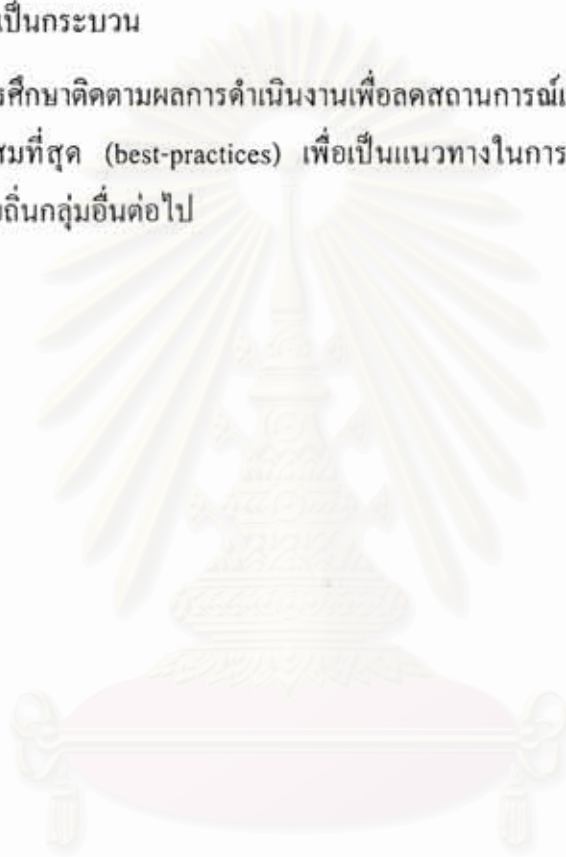 เป็นกระบวน
รศึกษาติดตามผลการดำเนินงานเพื่อลดสถานการณ์เ
สมที่สุด (best-practices) เพื่อเป็นแนวทางในการ
ถิ่นกลุ่มอื่นต่อไป